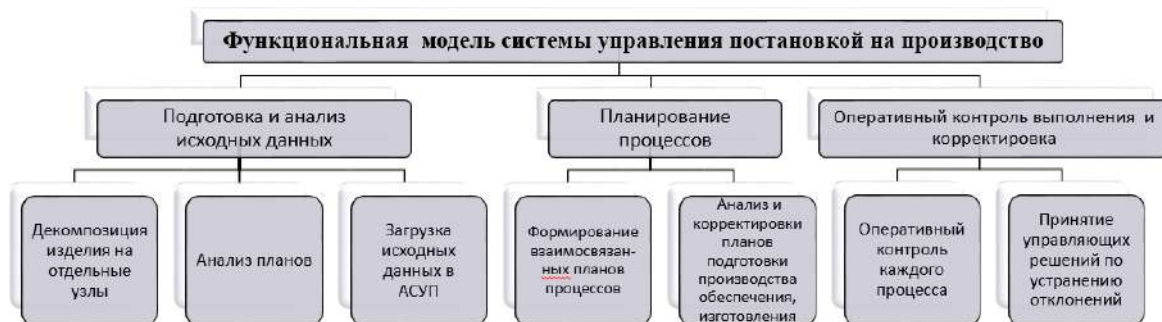 Функциональная модель системы управления постановкой на производство
Подготовка и анализ
исходных данных
Планирование
процессов
Оперативный контроль выполнения и
корректировка
Декомпозиция
изделия на
отдельные
узлы
Анализ планов
Загрузка
исходных
данных в
АСУП
Формирование
взаимосвязан-
ных планов
процессов
Анализ и
корректировки
планов
подготовки
производства
обеспечения,
изготовления
Оперативный
контроль
каждого
процесса
Принятие
управляющих
решений по
устранению
отклонений